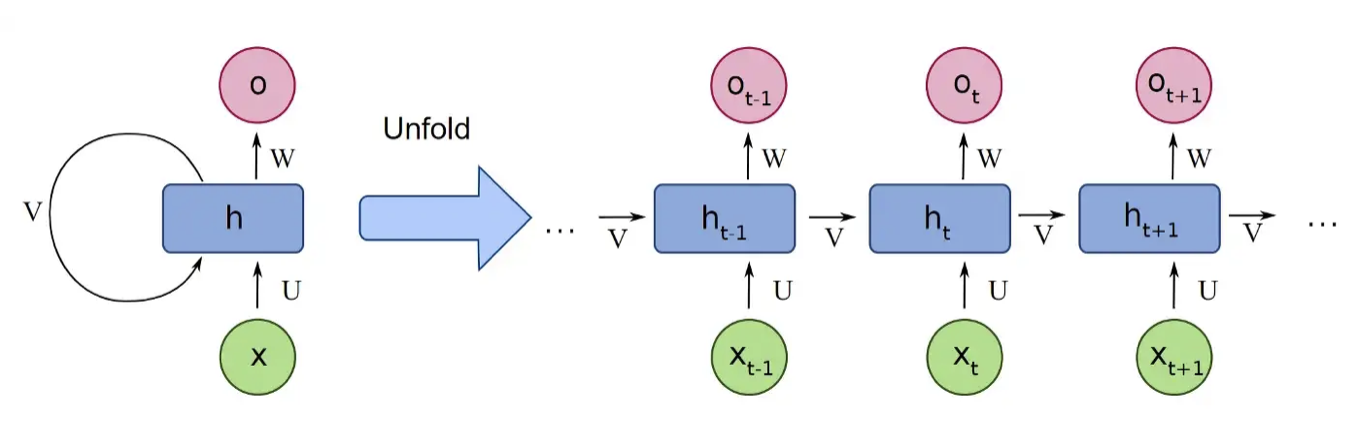 o o_{t-1} o_t o_{t+1}
Unfold
W W W W
V h ... V h_{t-1} V h_t V h_{t+1} V ...
U U U U
x x_{t-1} x_t x_{t+1}